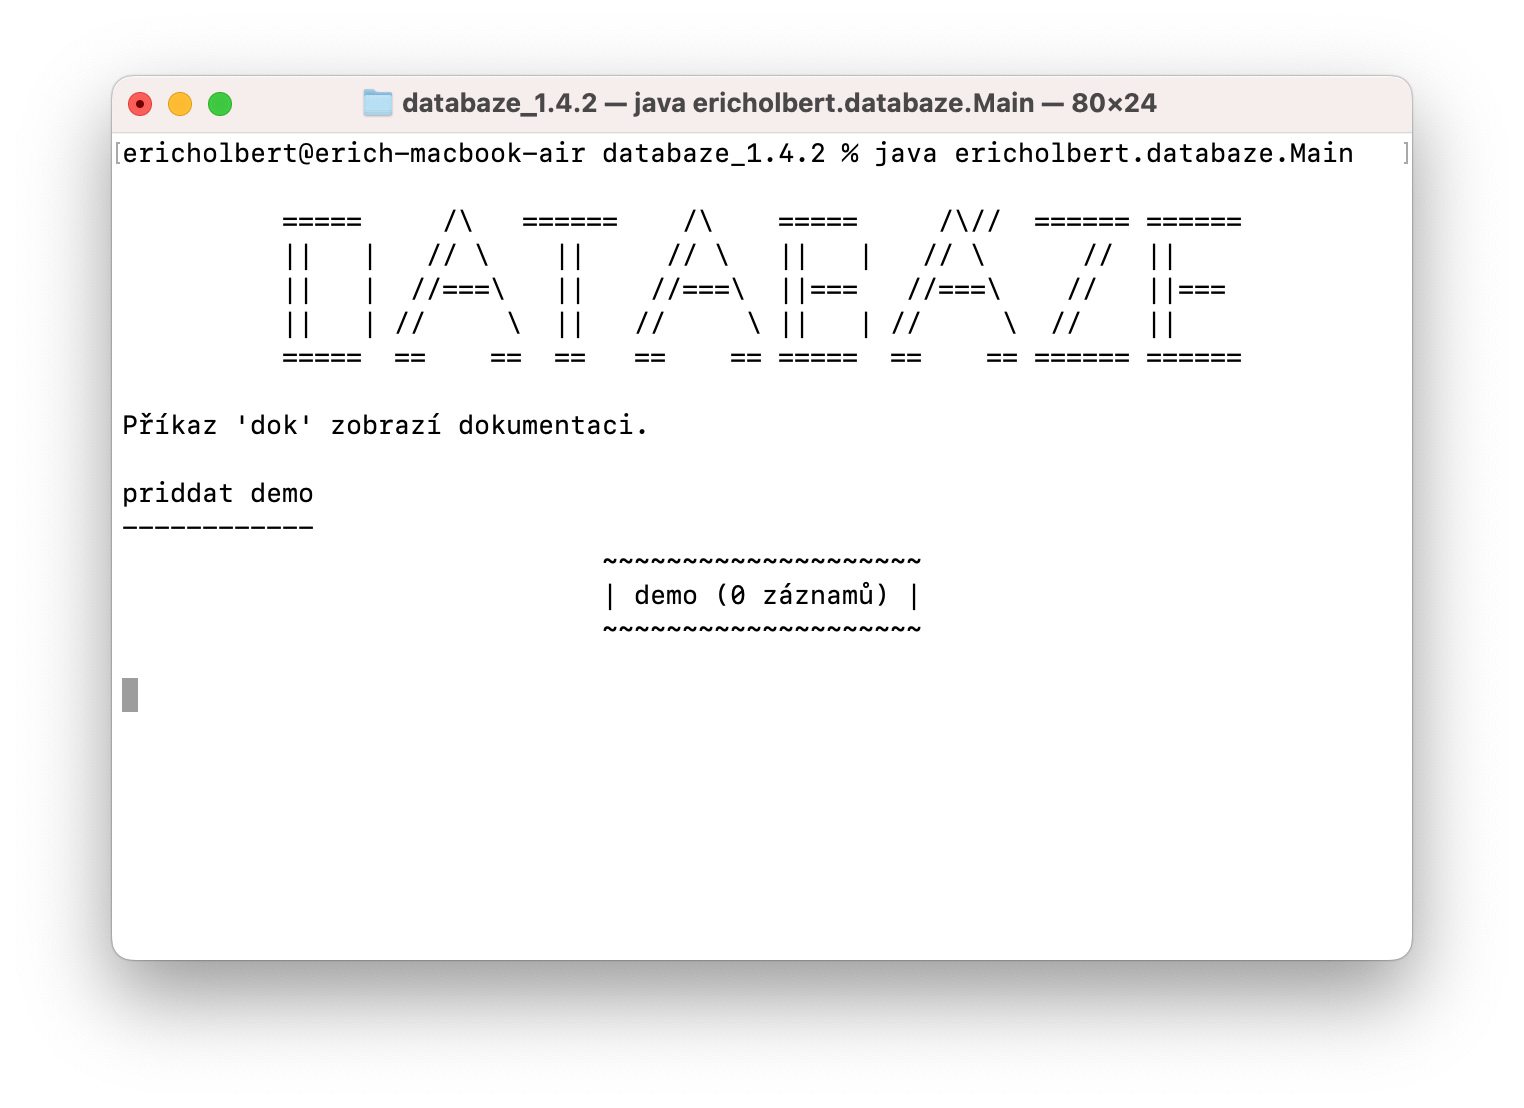 databaze_1.4.2 — java ericholbert.databaze.Main — 80×24
[ericholbert@erich-macbook-air databaze_1.4.2 % java ericholbert.databaze.Main ]
          =====     /\   ======    /\    =====     /\//  ====== ======
          ||   |   // \    ||     // \   ||   |   // \      //  ||
          ||   |  //===\   ||    //===\  ||===   //===\    //   ||===
          ||   | //     \  ||   //     \ ||   | //     \  //    ||
          =====  ==    ==  ==   ==    == =====  ==    == ====== ======
Příkaz 'dok' zobrazí dokumentaci.
priddat demo
------------
~~~~~~~~~~~~~~~~~~~~
| demo (0 záznamů) |
~~~~~~~~~~~~~~~~~~~~